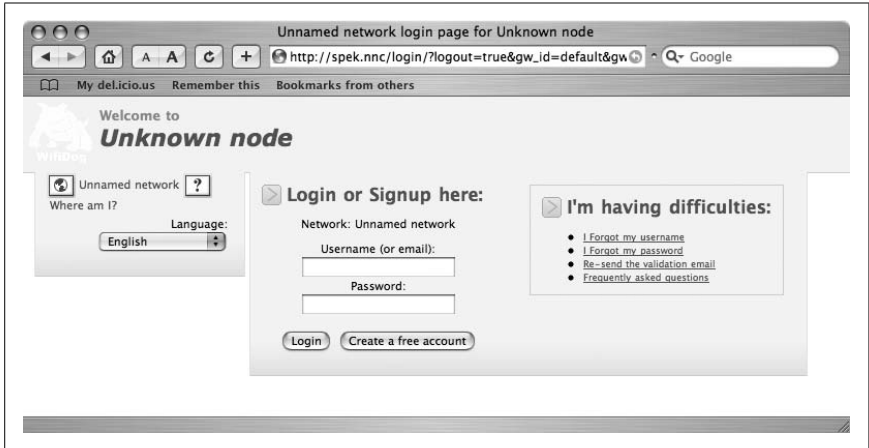 Unnamed network login page for Unknown node
A A
http://spek.nnc/login/?logout=true&gw_id=default&gw
Google
My del.icio.us Remember this Bookmarks from others
Welcome to
Unknown node
WifiDog
Unnamed network ?
Where am I?
Language:
English
Login or Signup here:
Network: Unnamed network
Username (or email):
Password:
Login Create a free account
I'm having difficulties:
I Forgot my username
I Forgot my password
Re-send the validation email
Frequently asked questions